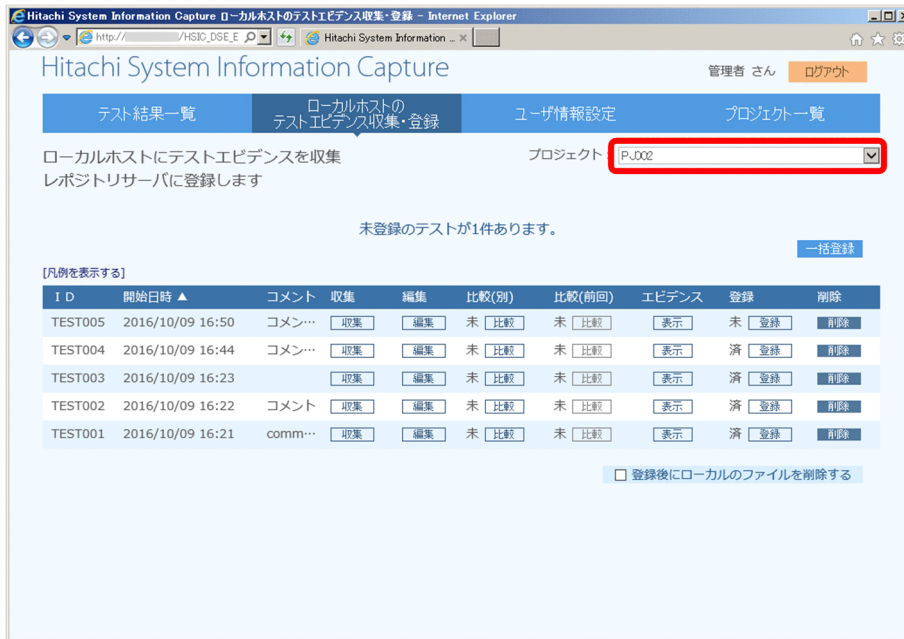 Hitachi System Information Capture ローカルホストのテストエビデンス収集・登録 - Internet Explorer
http:// /HSIC_DSE_E Hitachi System Information ... ×
Hitachi System Information Capture
管理者 さん ログアウト
テスト結果一覧 ローカルホストの テストエビデンス収集・登録 ユーザ情報設定 プロジェクト一覧
ローカルホストにテストエビデンスを収集
レポジトリサーバに登録します
プロジェクト: PJ002
未登録のテストが1件あります。
一括登録
[凡例を表示する]
ID 開始日時 ▲ コメント 収集 編集 比較(別) 比較(前回) エビデンス 登録 削除
TEST005 2016/10/09 16:50 コメン… 収集 編集 未 比較 未 比較 表示 未 登録 削除
TEST004 2016/10/09 16:44 コメン… 収集 編集 未 比較 未 比較 表示 済 登録 削除
TEST003 2016/10/09 16:23 収集 編集 未 比較 未 比較 表示 済 登録 削除
TEST002 2016/10/09 16:22 コメント 収集 編集 未 比較 未 比較 表示 済 登録 削除
TEST001 2016/10/09 16:21 comm… 収集 編集 未 比較 未 比較 表示 済 登録 削除
登録後にローカルのファイルを削除する